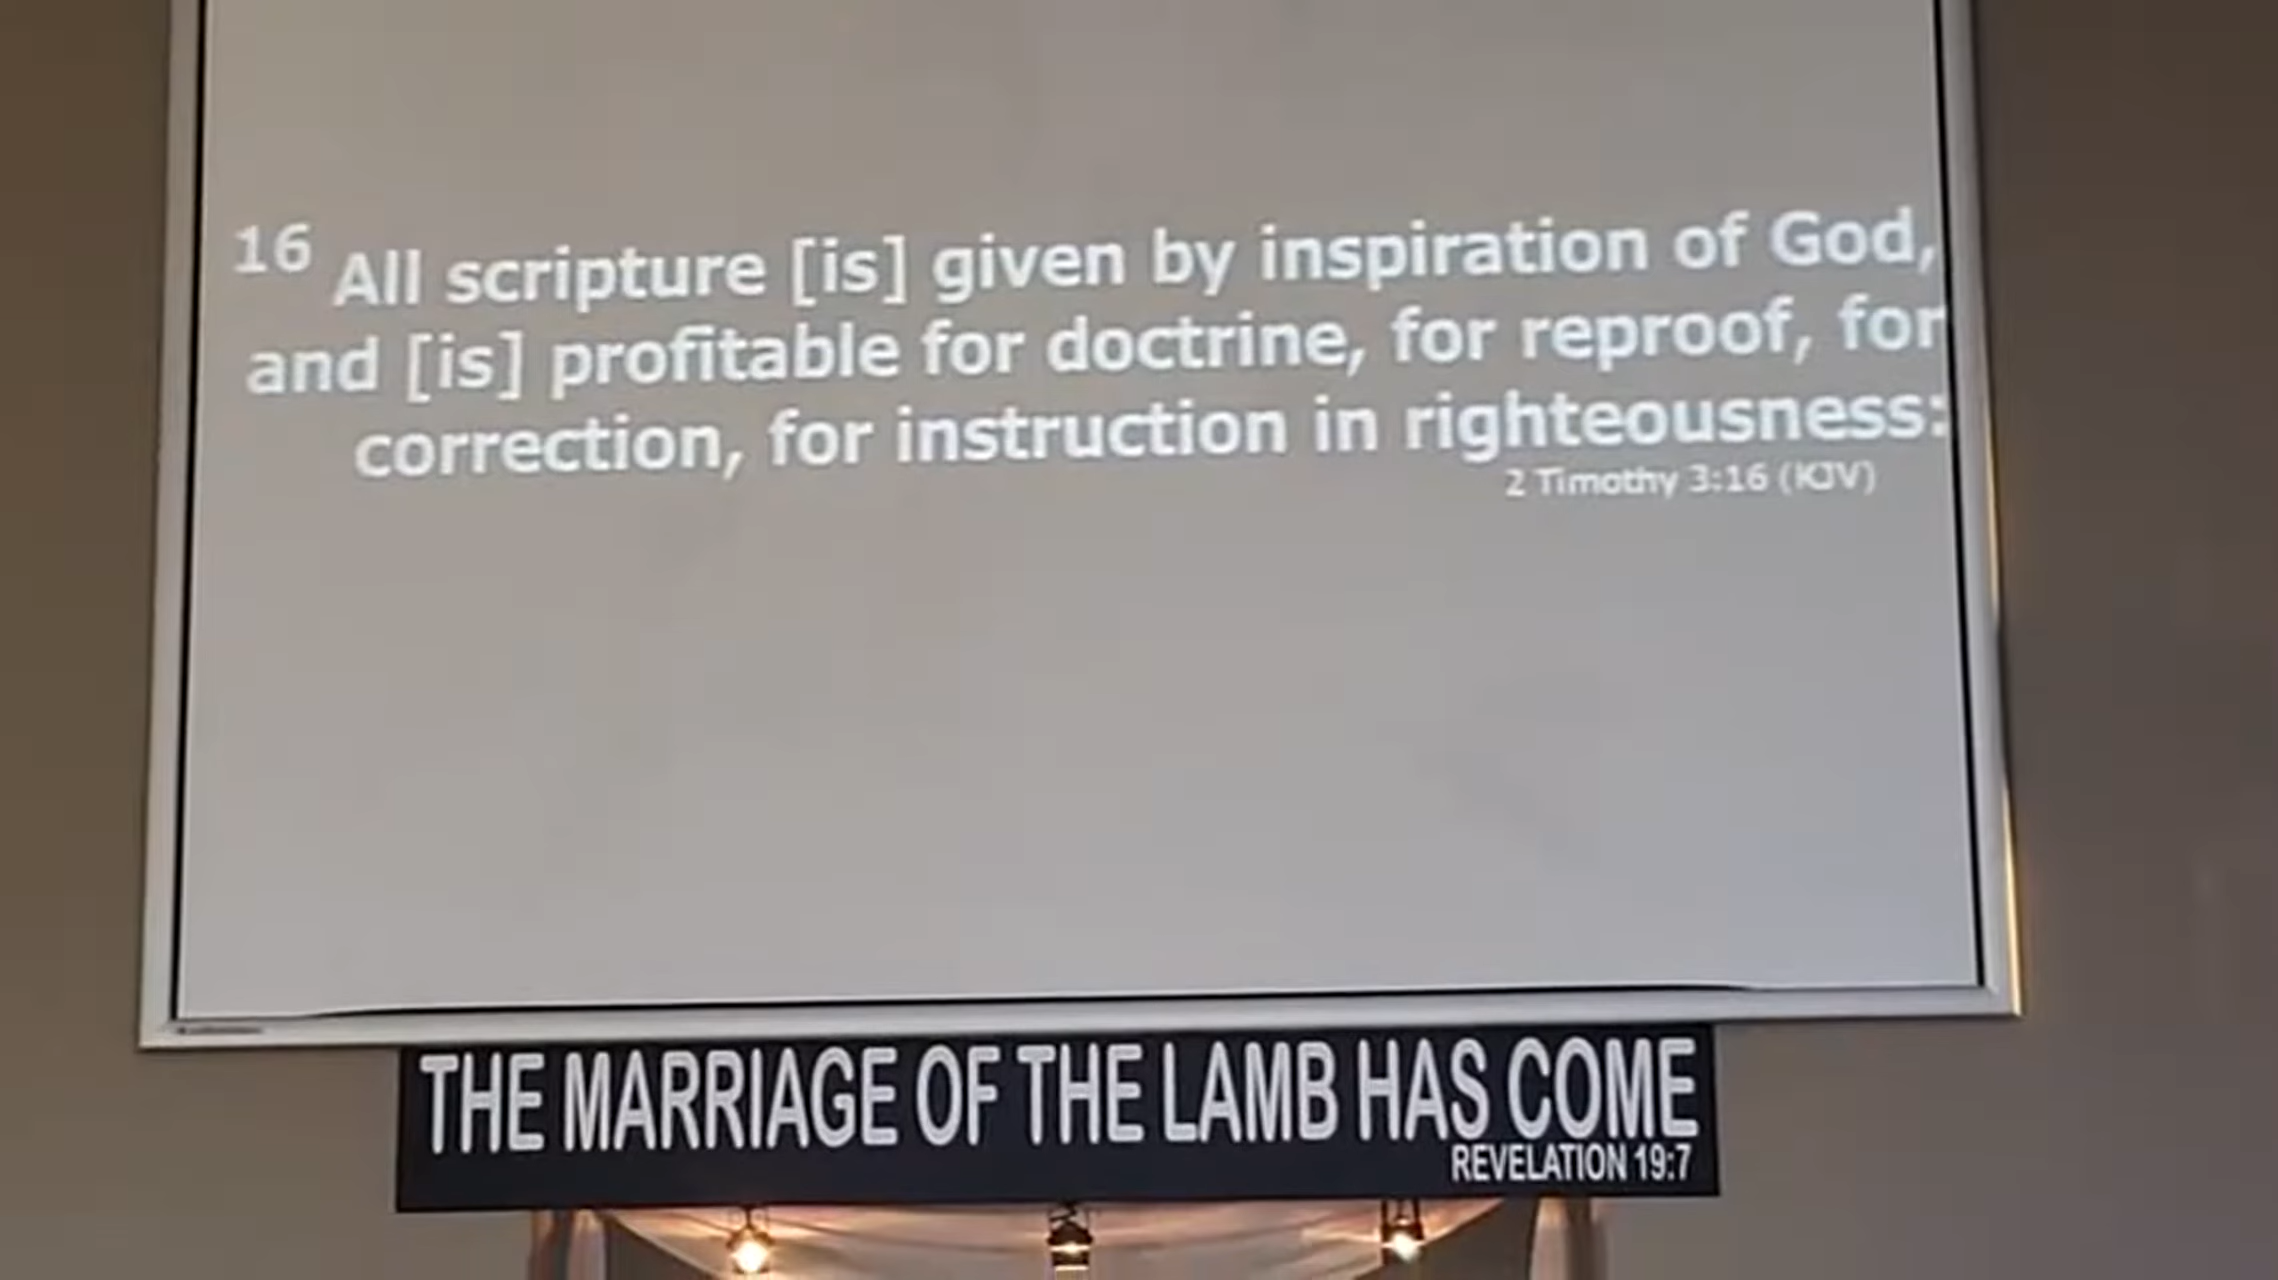 16 All scripture [is] given by inspiration of God,
and [is] profitable for doctrine, for reproof, for
correction, for instruction in righteousness:
2 Timothy 3:16 (KJV)
THE MARRIAGE OF THE LAMB HAS COME
REVELATION 19:7